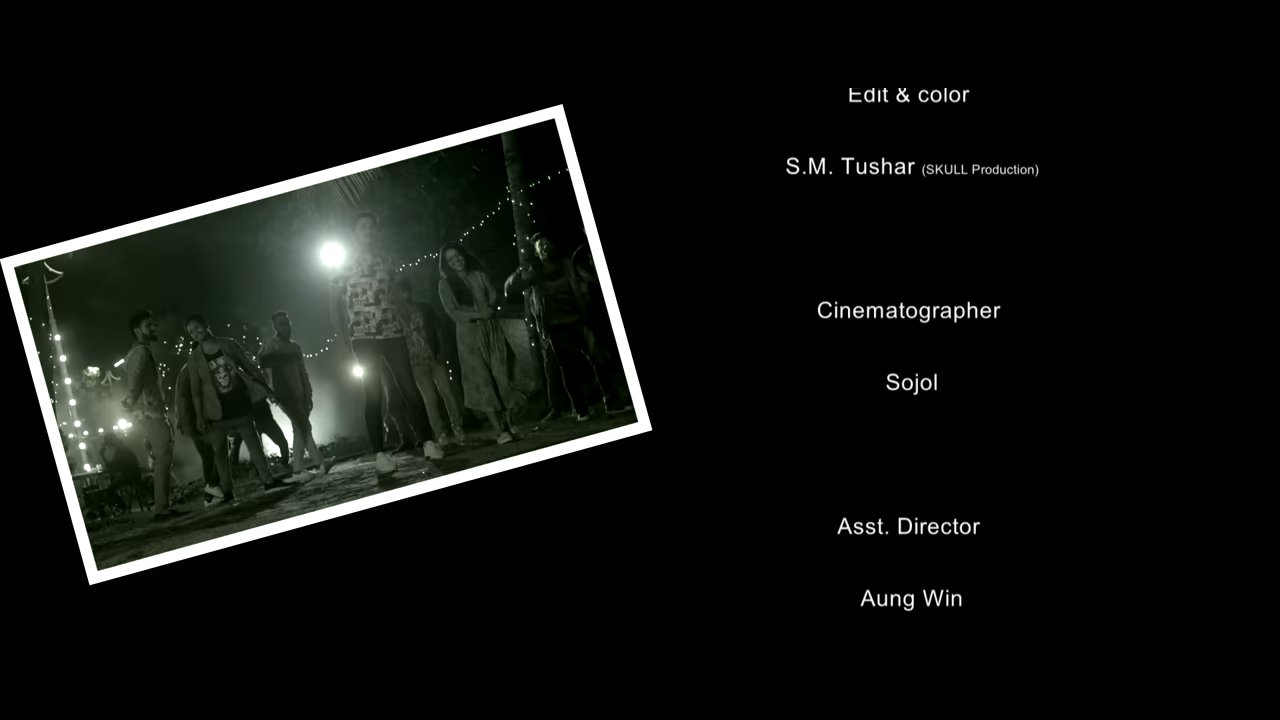 Edit & color
S.M. Tushar (SKULL Production)
Cinematographer
Sojol
Asst. Director
Aung Win